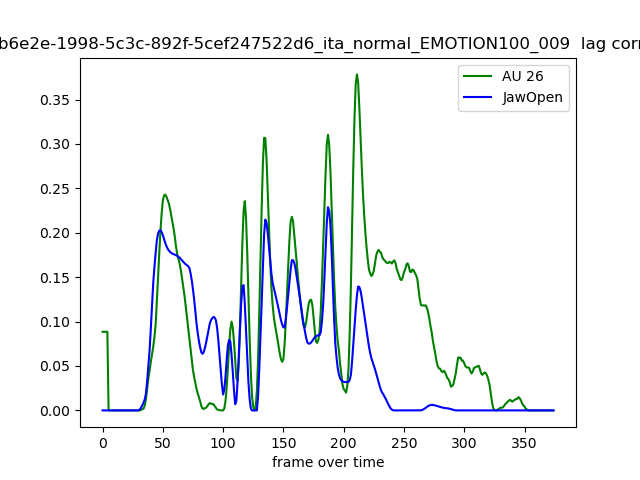 b6e2e-1998-5c3c-892f-5cef247522d6_ita_normal_EMOTION100_009 lag corr
AU 26
JawOpen
0.35
0.30
0.25
0.20
0.15
0.10
0.05
0.00
0 50 100 150 200 250 300 350
frame over time